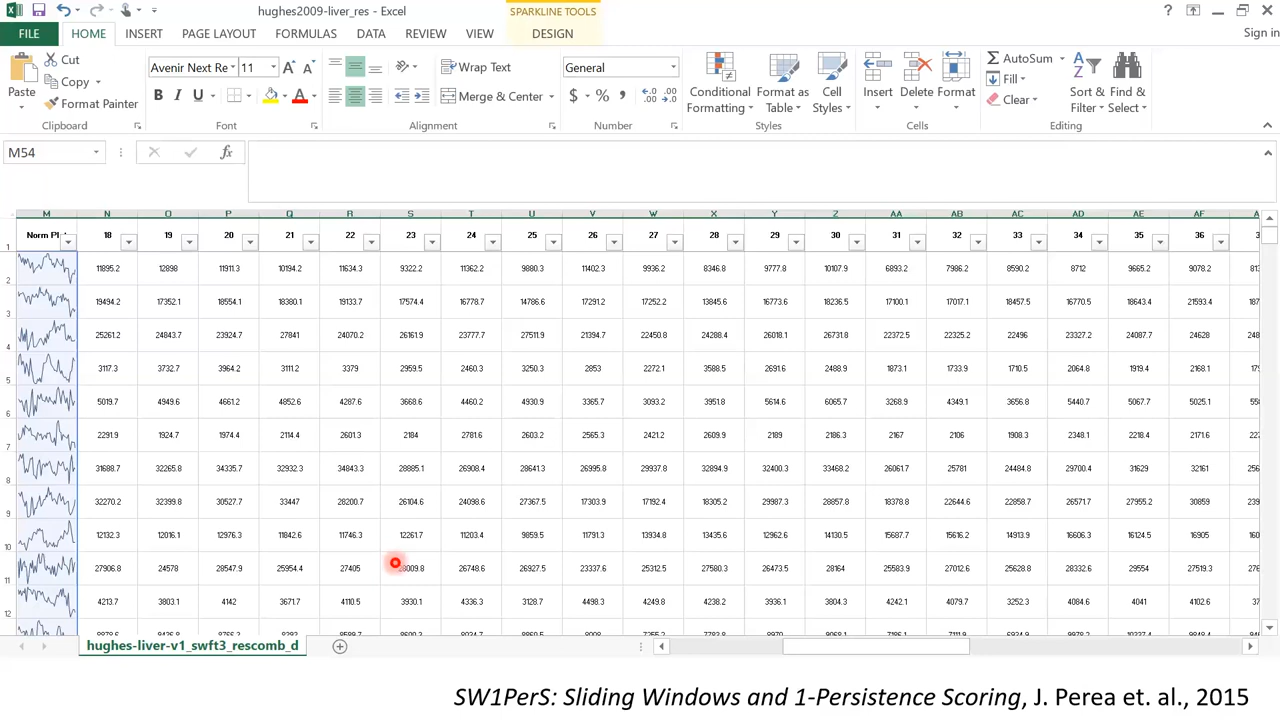 hughes2009-liver_res - Excel
SPARKLINE TOOLS
?
FILE HOME INSERT PAGE LAYOUT FORMULAS DATA REVIEW VIEW DESIGN Sign in
Cut
Copy
Format Painter
Paste
Clipboard
Avenir Next Re 11
B I U
Font
Wrap Text
Merge & Center
Alignment
General
$ % ,
Number
Conditional Formatting
Format as Table
Cell Styles
Styles
Insert Delete Format
Cells
AutoSum
Fill
Clear
Sort & Filter
Find & Select
Editing
M54
fx
M N O P Q R S T U V W X Y Z AA AB AC AD AE AF
1 18 19 20 21 22 23 24 25 26 27 28 29 30 31 32 33 34 35 36
2 11895.2 12898 11911.3 10194.2 11634.3 9322.2 11362.2 9880.3 11402.3 9936.2 8346.8 9777.8 10107.9 6893.2 7986.2 8590.2 8712 9665.2 9078.2
3 19494.2 17352.1 18554.1 18380.1 19133.7 17574.4 16778.7 14786.6 17291.2 17252.2 13845.6 16773.6 18236.5 17100.1 17017.1 18457.5 16770.5 18643.4 21593.4
4 25261.2 24843.7 23924.7 27841 24070.2 26161.9 23777.7 27511.9 21394.7 22450.8 24288.4 26018.1 26731.8 22372.5 22325.2 22496 23327.2 24087.7 24628
5 3117.3 3732.7 3964.2 3111.2 3379 2959.5 2460.3 3250.3 2853 2272.1 3588.5 2691.6 2488.9 1873.1 1733.9 1710.5 2064.8 1919.4 2168.1
6 5019.7 4949.6 4661.2 4852.6 4287.6 3668.6 4460.2 4930.9 3365.7 3093.2 3951.8 5614.6 6065.7 3268.9 4349.1 3656.8 5440.7 5067.7 5025.1
7 2291.9 1924.7 1974.4 2114.4 2601.3 2184 2781.6 2603.2 2565.3 2421.2 2609.9 2189 2186.3 2167 2106 1908.3 2348.1 2218.4 2171.6
8 31688.7 32265.8 34335.7 32932.3 34843.3 28885.1 26908.4 28641.3 26995.8 29937.8 32894.9 32400.3 33468.2 26061.7 25781 24484.8 29700.4 31629 32161
9 32270.2 32399.8 30527.7 33447 28200.7 26104.6 24098.6 27367.5 17303.9 17192.4 18305.2 29987.3 28857.8 18378.8 22644.6 22858.7 26571.7 27955.2 30859
10 12132.3 12016.1 12976.3 11842.6 11746.3 12261.7 11203.4 9859.5 11791.3 13934.8 13435.6 12962.6 14130.5 15687.7 15616.2 14913.9 16606.3 16124.5 16905
11 27906.8 24578 28547.9 25954.4 27405 26748.6 26927.5 23337.6 25312.5 27580.3 26473.5 28164 25583.9 27012.6 25628.8 28332.6 29554 27519.3
12 4213.7 3803.1 4142 3671.7 4110.5 3930.1 4336.3 3128.7 4498.3 4249.8 4238.2 3936.1 3804.3 4242.1 4079.7 3252.3 4084.6 4041 4102.6
hughes-liver-v1_swft3_rescomb_d
SW1PerS: Sliding Windows and 1-Persistence Scoring, J. Perea et. al., 2015